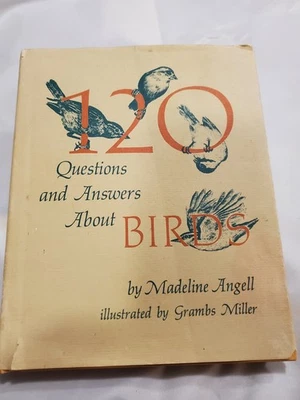 120
Questions
and Answers
About BIRDS
by Madeline Angell
illustrated by Grambs Miller